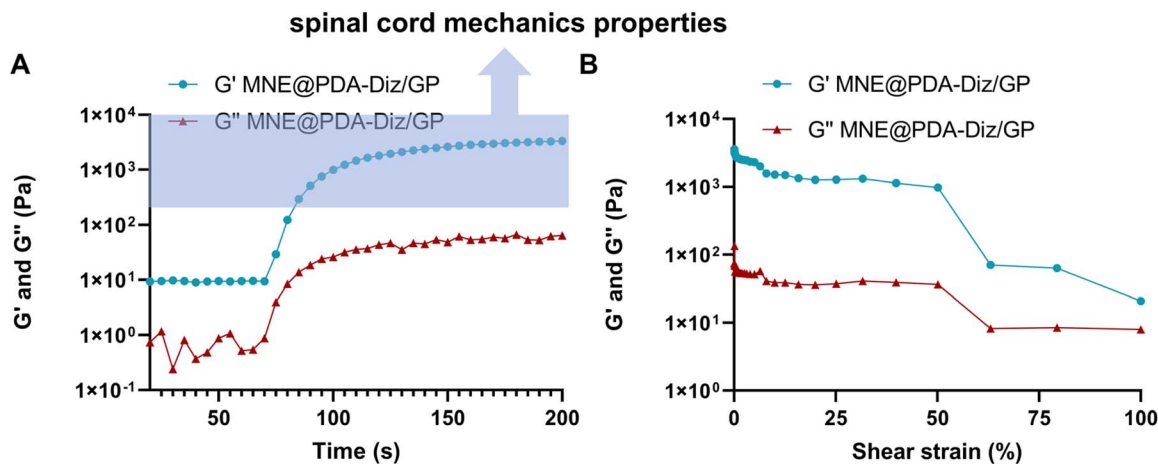 spinal cord mechanics properties
A
G' MNE@PDA-Diz/GP
G'' MNE@PDA-Diz/GP
G' and G'' (Pa)
1×10⁴
1×10³
1×10²
1×10¹
1×10⁰
1×10⁻¹
50
100
150
200
Time (s)
B
G' MNE@PDA-Diz/GP
G'' MNE@PDA-Diz/GP
G' and G'' (Pa)
1×10⁴
1×10³
1×10²
1×10¹
1×10⁰
0
25
50
75
100
Shear strain (%)